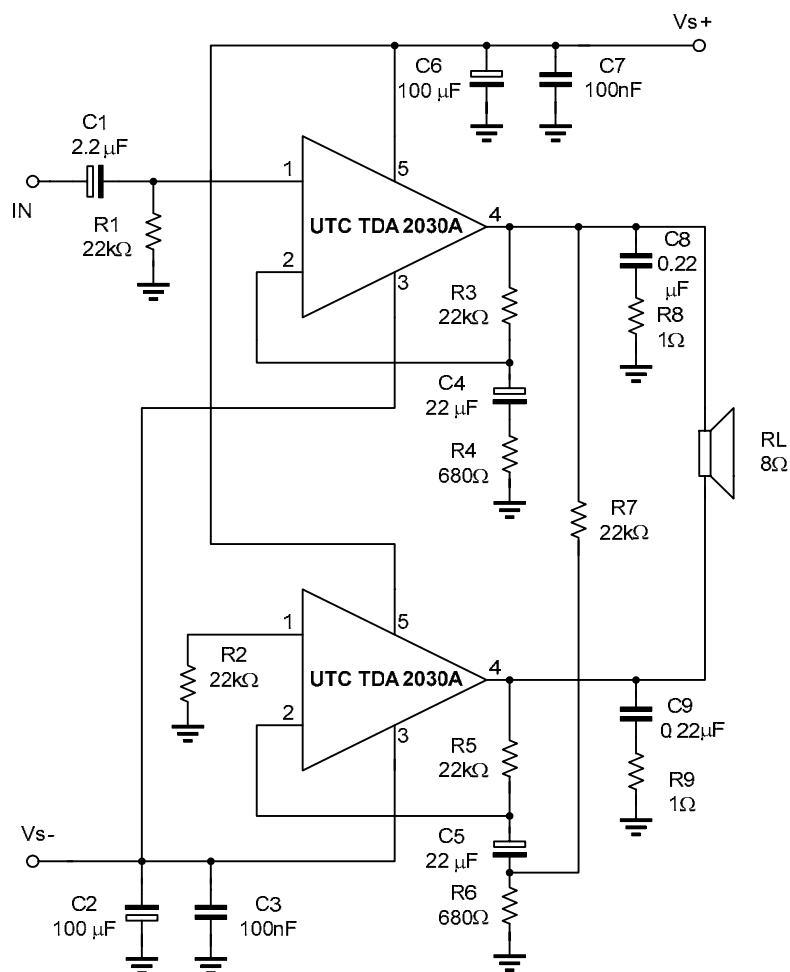 Vs+
C6
100 µF
C7
100nF
C1
2.2µF
IN
R1
22kΩ
1
5
UTC TDA 2030A
4
2
3
R3
22kΩ
C8
0.22
µF
R8
1Ω
C4
22 µF
R4
680Ω
RL
8Ω
R7
22kΩ
R2
22kΩ
1
5
UTC TDA 2030A
4
2
3
R5
22kΩ
C9
0.22µF
R9
1Ω
Vs-
C5
22 µF
R6
680Ω
C2
100 µF
C3
100nF